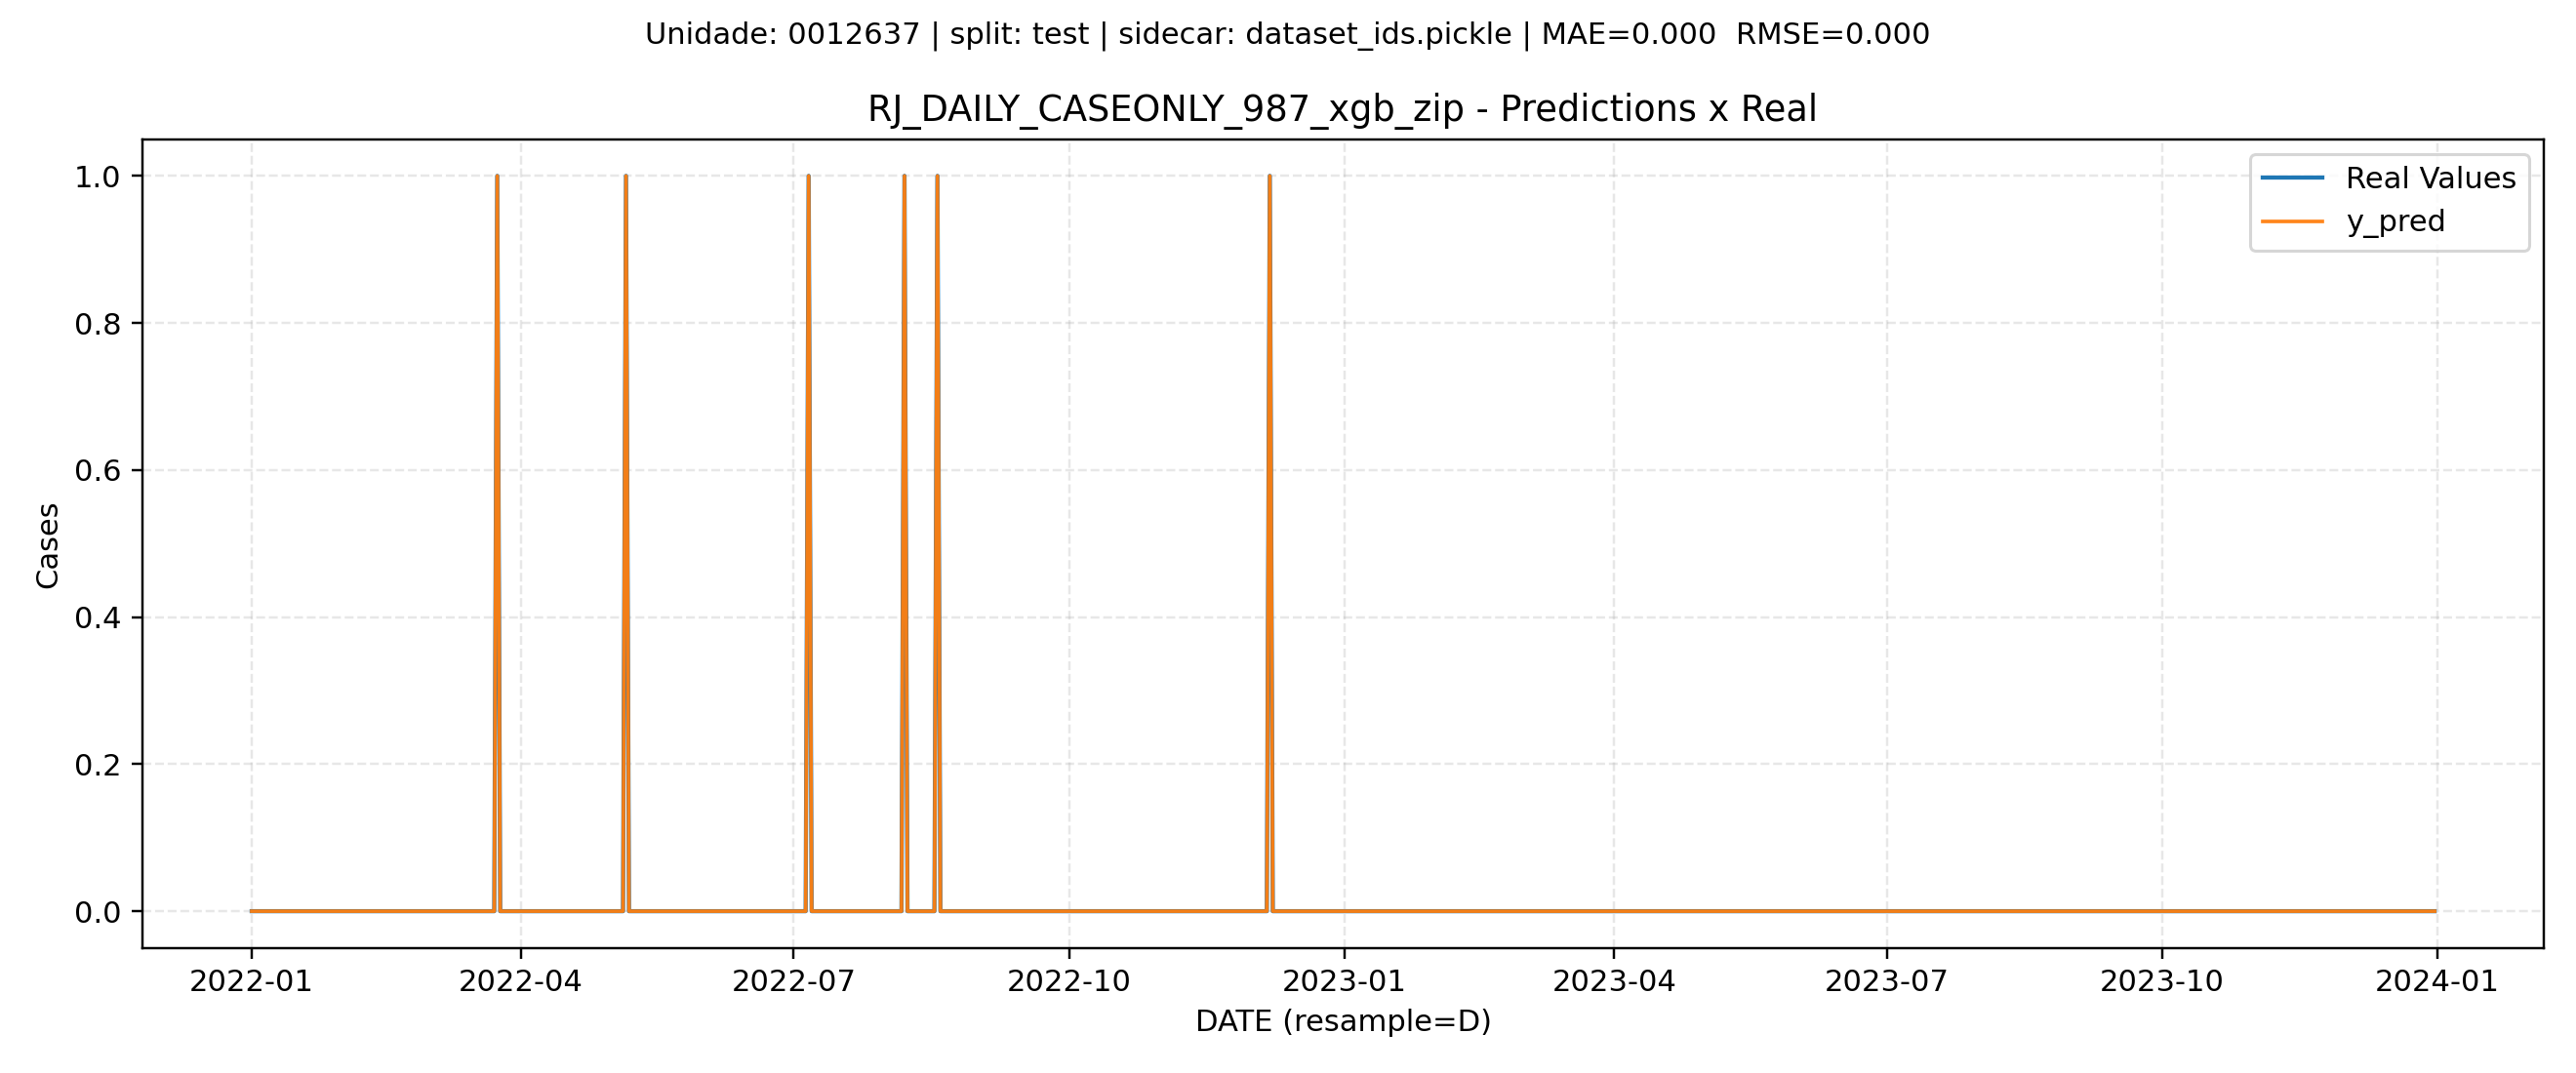 Unidade: 0012637 | split: test | sidecar: dataset_ids.pickle | MAE=0.000  RMSE=0.000
RJ_DAILY_CASEONLY_987_xgb_zip - Predictions x Real
Real Values
y_pred
Cases
1.0
0.8
0.6
0.4
0.2
0.0
2022-01 2022-04 2022-07 2022-10 2023-01 2023-04 2023-07 2023-10 2024-01
DATE (resample=D)